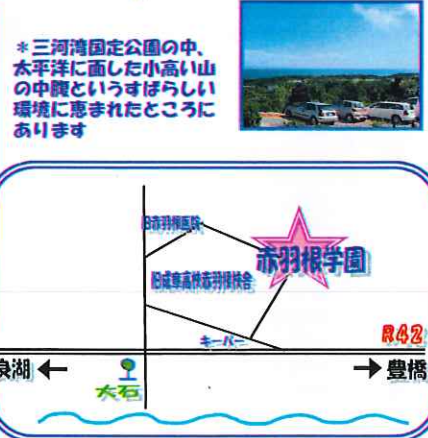 ＊三河湾国定公園の中、
太平洋に面した小高い山
の中腹というすばらしい
環境に恵まれたところに
あります
旧赤羽根医院
赤羽根学園
旧成章高校赤羽根校舎
キーパー
R42
良湖 ←
→ 豊橋
大石